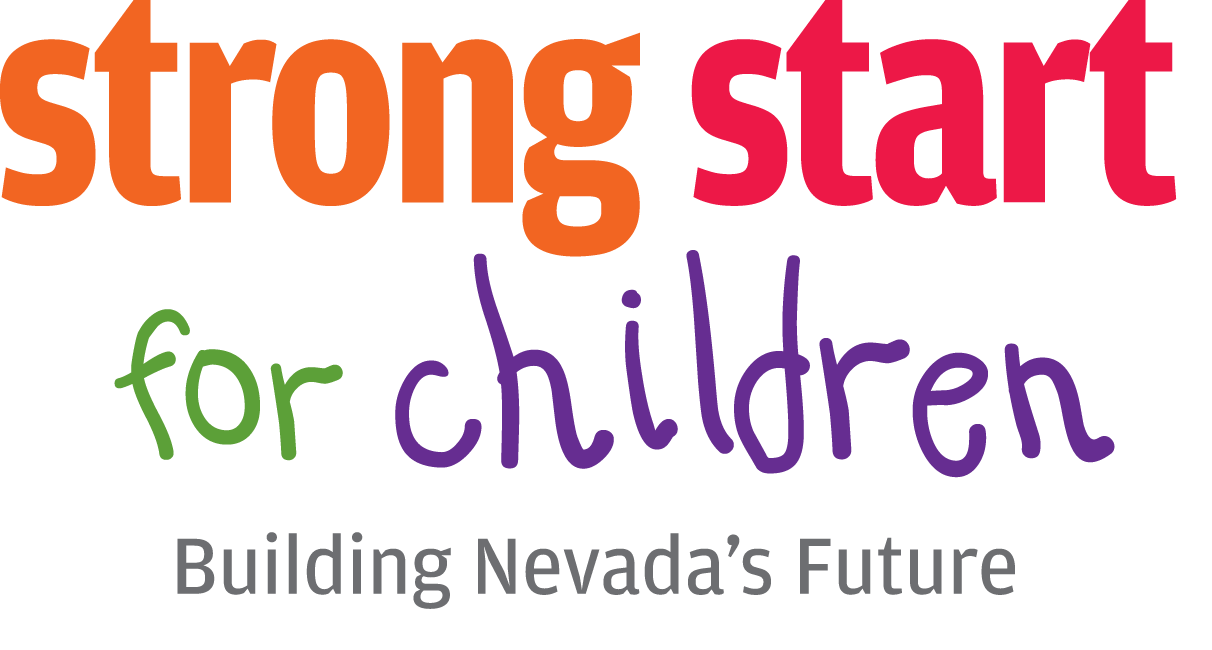 strong start
for children
Building Nevada’s Future